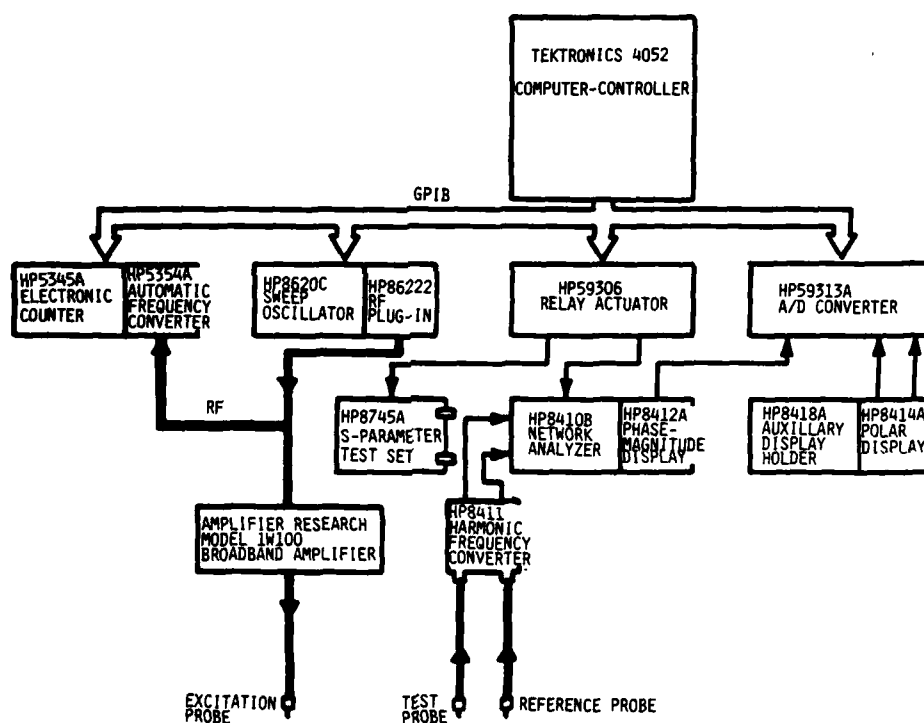 TEKTRONICS 4052
COMPUTER-CONTROLLER
GPIB
HP5345A
ELECTRONIC
COUNTER
HP5354A
AUTOMATIC
FREQUENCY
CONVERTER
HP8620C
SWEEP
OSCILLATOR
HP86222
RF
PLUG-IN
HP59306
RELAY ACTUATOR
HP59313A
A/D CONVERTER
RF
HP8745A
S-PARAMETER
TEST SET
HP8410B
NETWORK
ANALYZER
HP8412A
PHASE-
MAGNITUDE
DISPLAY
HP8418A
AUXILLARY
DISPLAY
HOLDER
HP8414A
POLAR
DISPLAY
AMPLIFIER RESEARCH
MODEL 1W100
BROADBAND AMPLIFIER
HP8411
HARMONIC
FREQUENCY
CONVERTER
EXCITATION
PROBE
TEST
PROBE
REFERENCE PROBE